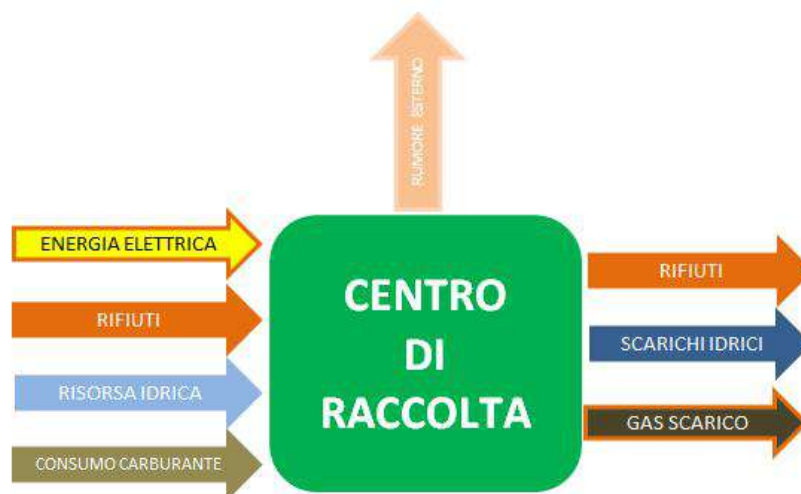 RUMORE ESTERNO
ENERGIA ELETTRICA
RIFIUTI
RISORSA IDRICA
CONSUMO CARBURANTE
CENTRO
DI
RACCOLTA
RIFIUTI
SCARICHI IDRICI
GAS SCARICO